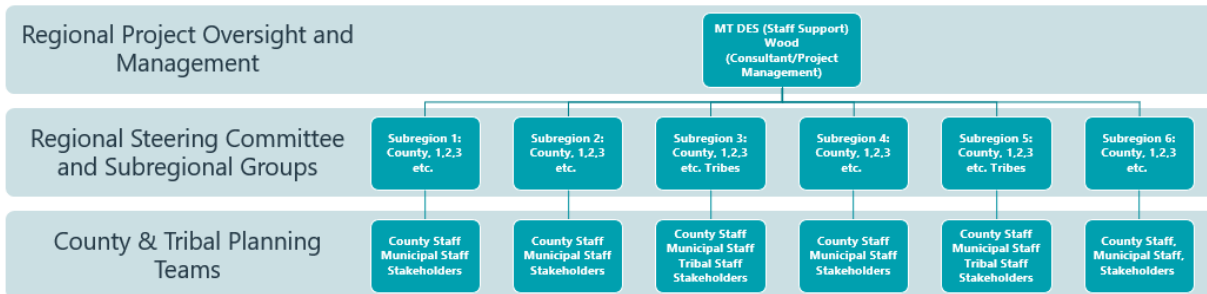 Regional Project Oversight and
Management
MT DES (Staff Support)
Wood
(Consultant/Project
Management)
Regional Steering Committee
and Subregional Groups
Subregion 1:
County, 1,2,3
etc.
Subregion 2:
County, 1,2,3
etc.
Subregion 3:
County, 1,2,3
etc. Tribes
Subregion 4:
County, 1,2,3
etc.
Subregion 5:
County, 1,2,3
etc. Tribes
Subregion 6:
County, 1,2,3
etc.
County & Tribal Planning
Teams
County Staff
Municipal Staff
Stakeholders
County Staff
Municipal Staff
Stakeholders
County Staff
Municipal Staff
Tribal Staff
Stakeholders
County Staff
Municipal Staff
Stakeholders
County Staff
Municipal Staff
Tribal Staff
Stakeholders
County Staff,
Municipal Staff,
Stakeholders